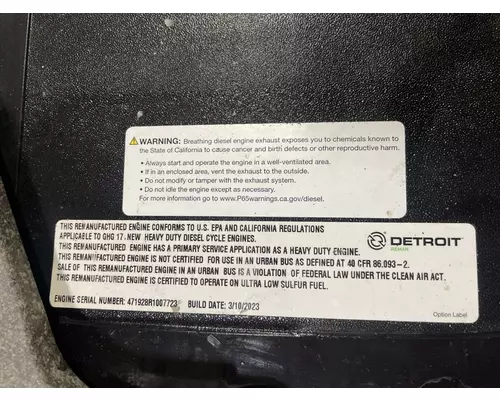 WARNING: Breathing diesel engine exhaust exposes you to chemicals known to
the State of California to cause cancer and birth defects or other reproductive harm.
• Always start and operate the engine in a well-ventilated area.
• If in an enclosed area, vent the exhaust to the outside.
• Do not modify or tamper with the exhaust system.
• Do not idle the engine except as necessary.
For more information go to www.P65warnings.ca.gov/diesel.
THIS REMANUFACTURED ENGINE CONFORMS TO U.S. EPA AND CALIFORNIA REGULATIONS
APPLICABLE TO GHG 17. NEW HEAVY DUTY DIESEL CYCLE ENGINES.
THIS REMANUFACTURED ENGINE HAS A PRIMARY SERVICE APPLICATION AS A HEAVY DUTY ENGINE.
THIS REMANUFACTURED ENGINE IS NOT CERTIFIED FOR USE IN AN URBAN BUS AS DEFINED AT 40 CFR 86.093-2.
SALE OF THIS REMANUFACTURED ENGINE IN AN URBAN BUS IS A VIOLATION OF FEDERAL LAW UNDER THE CLEAN AIR ACT.
THIS REMANUFACTURED ENGINE IS CERTIFIED TO OPERATE ON ULTRA LOW SULFUR FUEL.
ENGINE SERIAL NUMBER: 471928R1007723 BUILD DATE: 3/10/2023
DETROIT
REMAN
Option Label